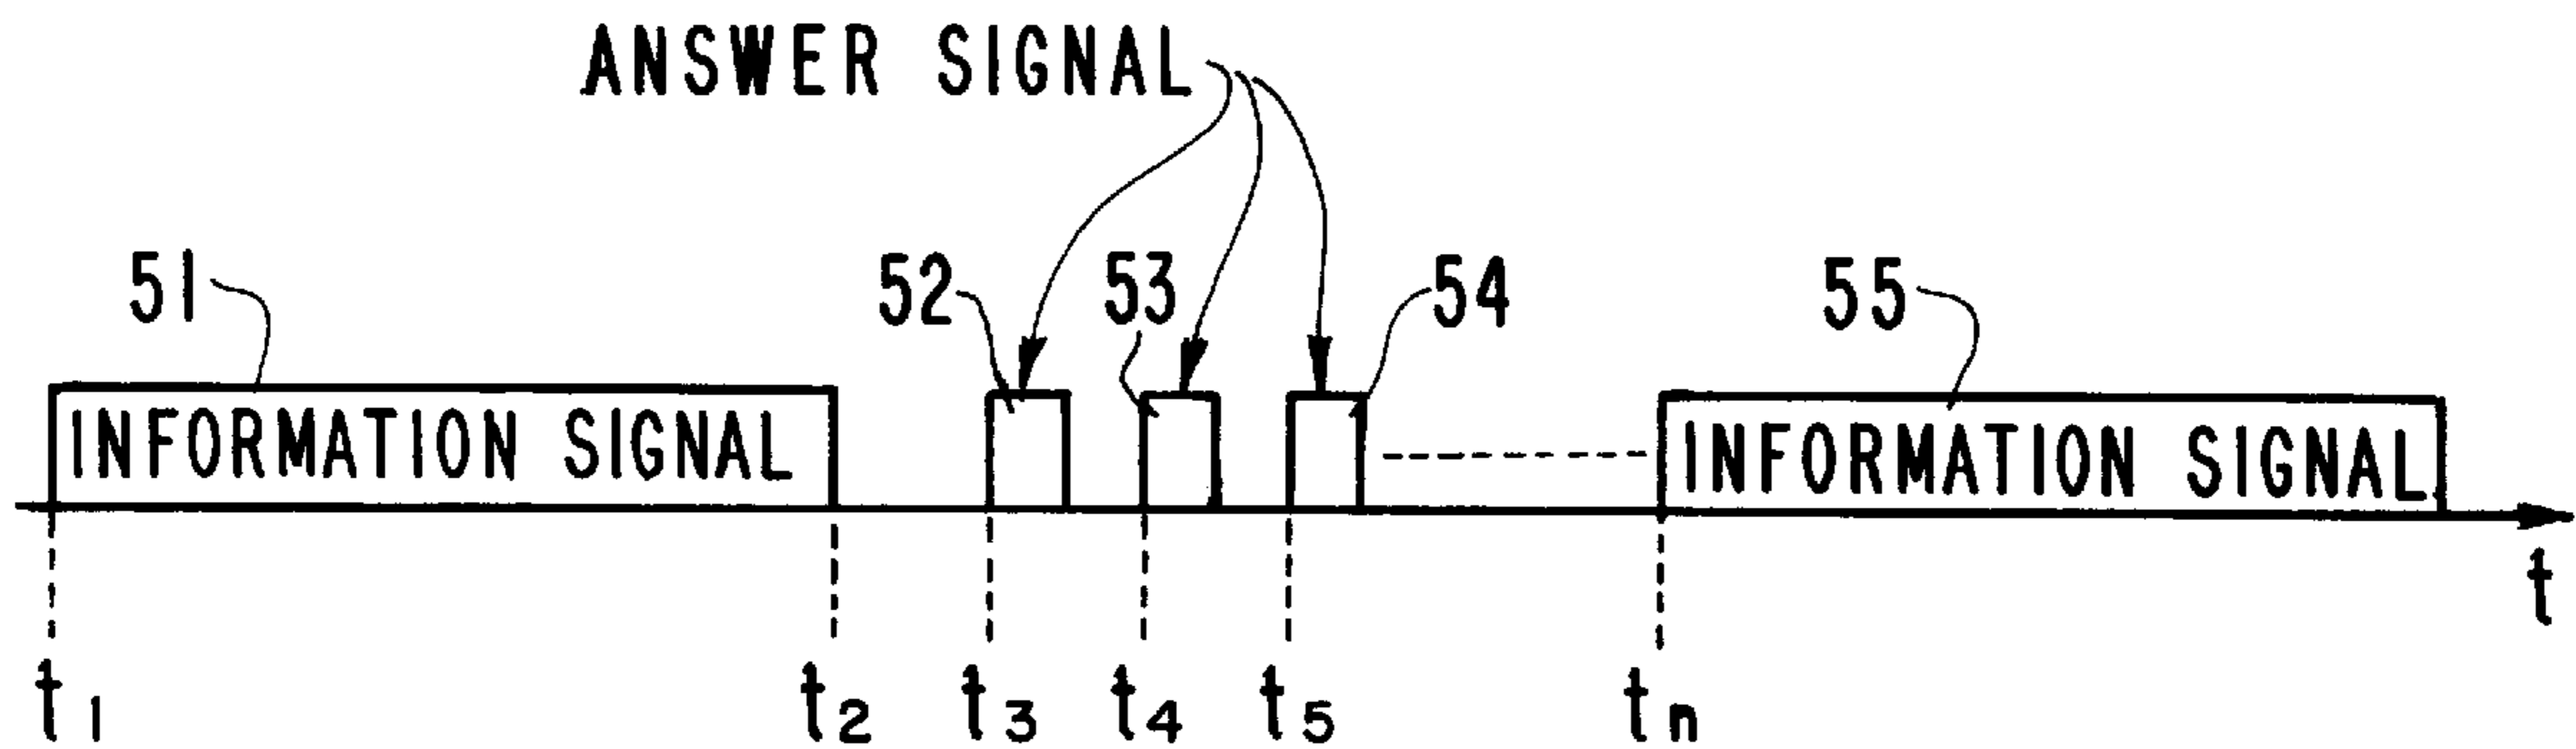 ANSWER SIGNAL
51 52 53 54 55
INFORMATION SIGNAL INFORMATION SIGNAL
t
t1 t2 t3 t4 t5 tn